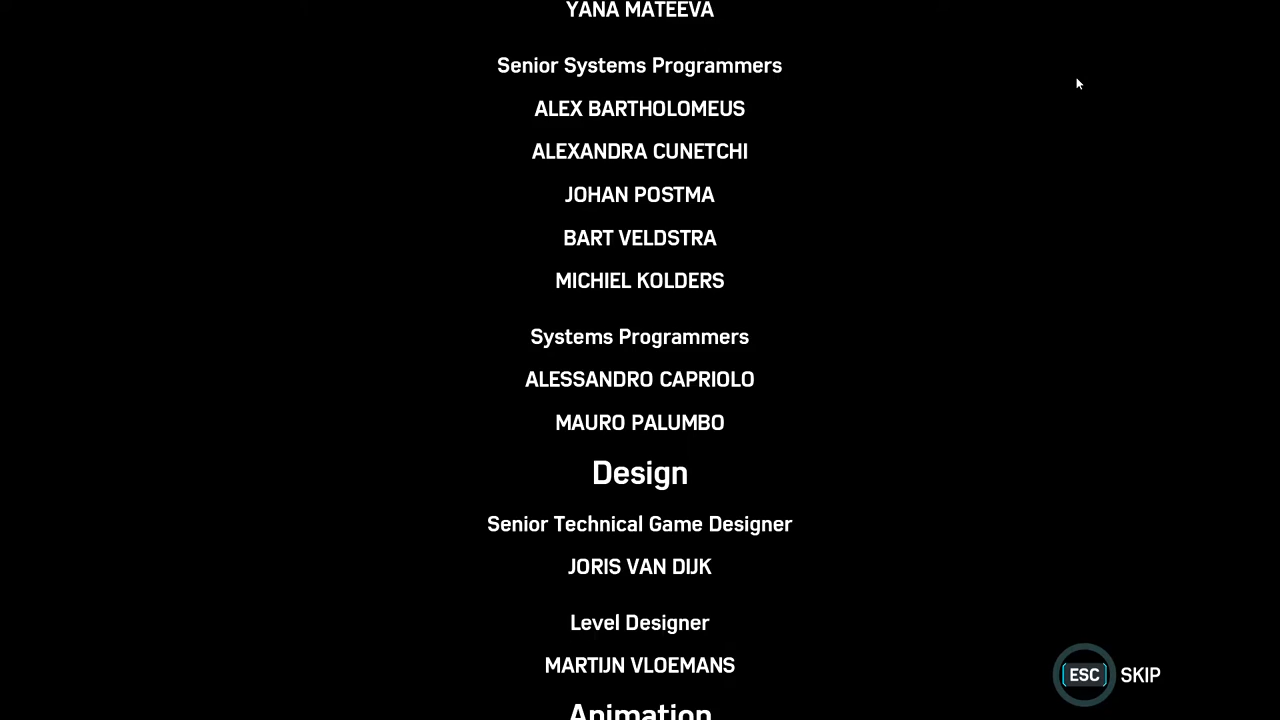 YANA MATEEVA
Senior Systems Programmers
ALEX BARTHOLOMEUS
ALEXANDRA CUNETCHI
JOHAN POSTMA
BART VELDSTRA
MICHIEL KOLDERS
Systems Programmers
ALESSANDRO CAPRIOLO
MAURO PALUMBO
Design
Senior Technical Game Designer
JORIS VAN DIJK
Level Designer
MARTIJN VLOEMANS
ESC SKIP
Animation